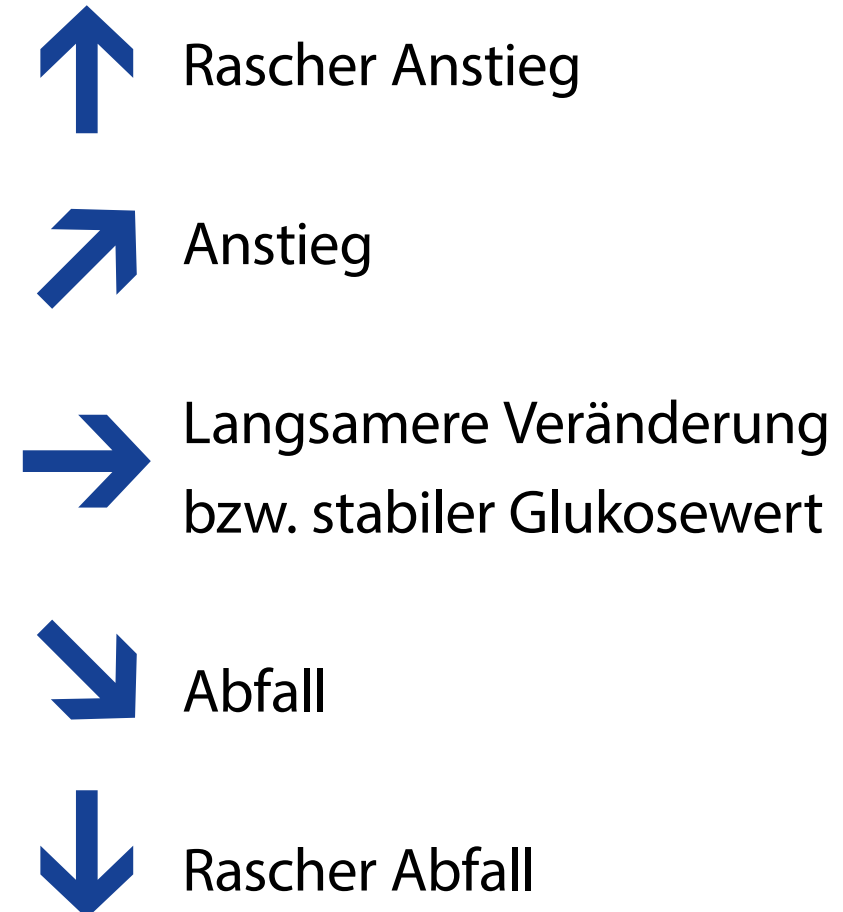 Rascher Anstieg
Anstieg
Langsamere Veränderung
bzw. stabiler Glukosewert
Abfall
Rascher Abfall